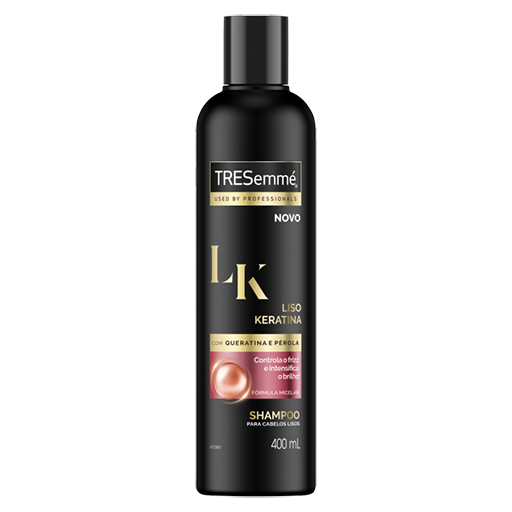 TRESemmé
USED BY PROFESSIONALS
NOVO
LK
LISO
KERATINA
COM QUERATINA E PÉROLA
Controla o frizz
e intensifica
o brilho
FÓRMULA MICELAR
SHAMPOO
PARA CABELOS LISOS
400 mL